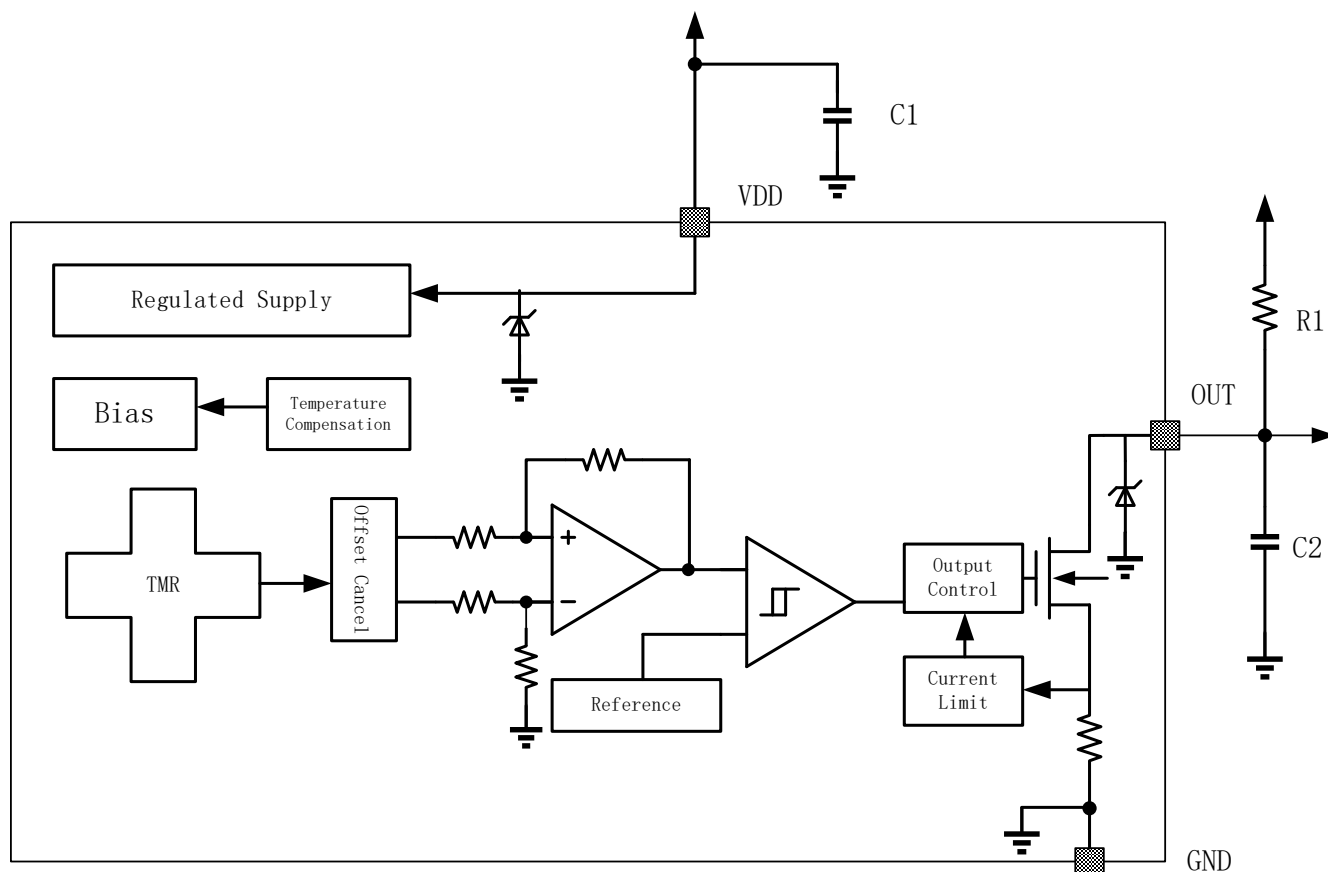 C1
VDD
Regulated Supply
R1
Bias
Temperature
Compensation
OUT
Offset Cancel
+
−
TMR
Output
Control
C2
Reference
Current
Limit
GND